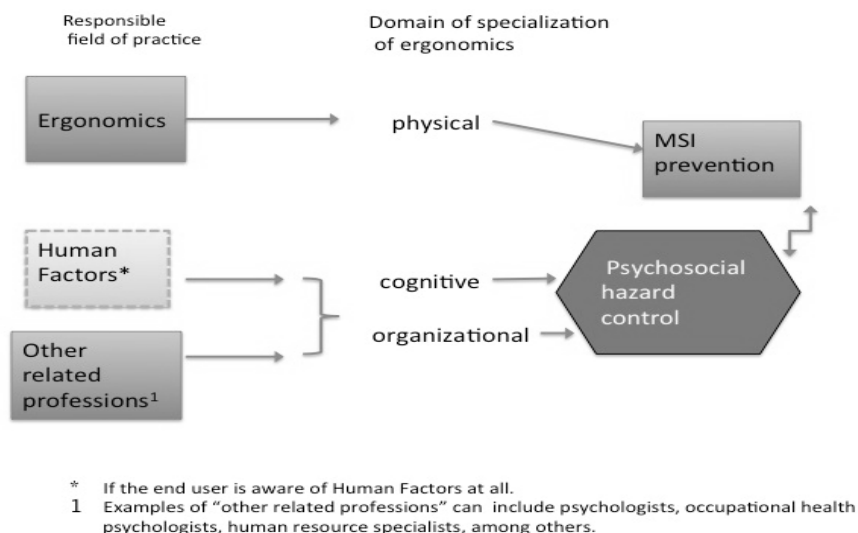 Responsible
field of practice
Domain of specialization
of ergonomics
Ergonomics
physical
MSI
prevention
Human
Factors*
cognitive
Psychosocial
hazard
control
organizational
Other
related
professions1
* If the end user is aware of Human Factors at all.
1 Examples of “other related professions” can include psychologists, occupational health
psychologists, human resource specialists, among others.